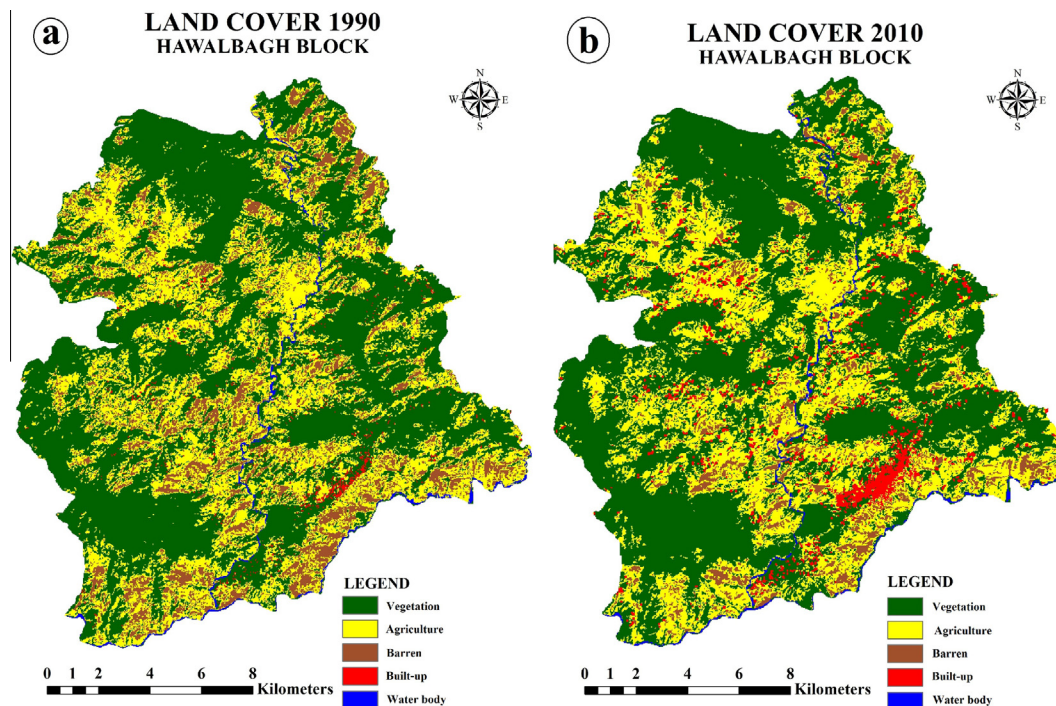 a
LAND COVER 1990
HAWALBAGH BLOCK
N
W E
S
LEGEND
Vegetation
Agriculture
Barren
Built-up
Water body
0 1 2 4 6 8
Kilometers
b
LAND COVER 2010
HAWALBAGH BLOCK
N
W E
S
LEGEND
Vegetation
Agriculture
Barren
Built-up
Water body
0 1 2 4 6 8
Kilometers